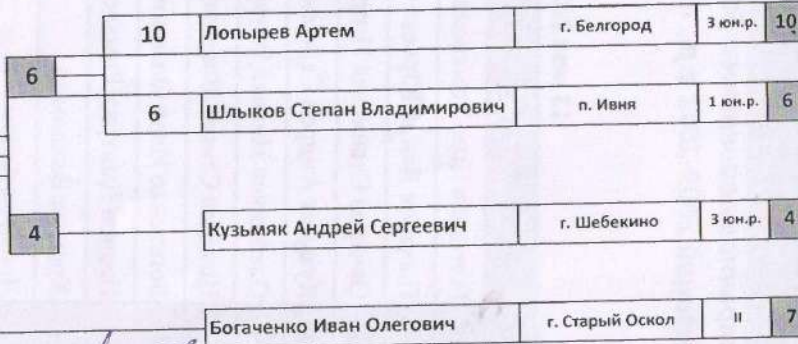 10 Лопырев Артем г. Белгород 3 юн.р. 10
6
6 Шлыков Степан Владимирович п. Ивня 1 юн.р. 6
4 Кузьмяк Андрей Сергеевич г. Шебекино 3 юн.р. 4
Богаченко Иван Олегович г. Старый Оскол II 7